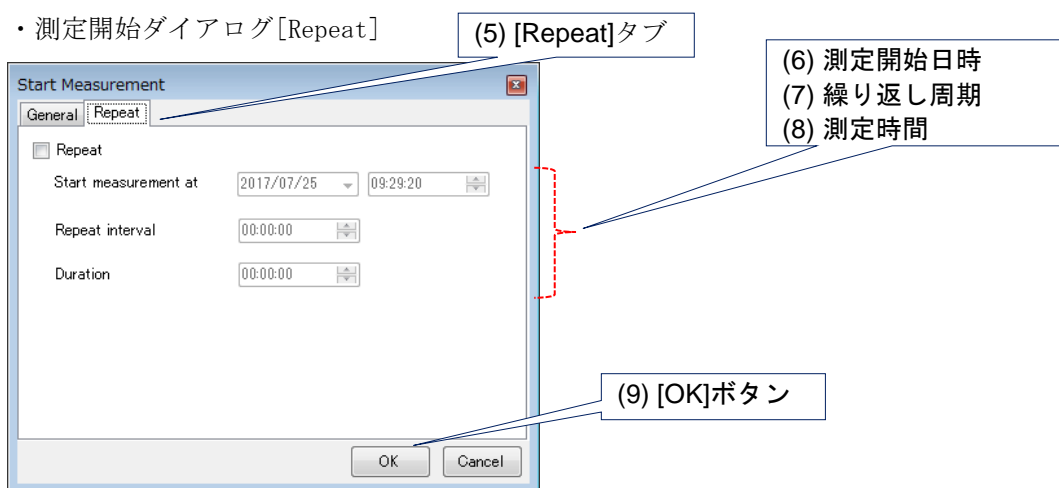 ・測定開始ダイアログ[Repeat]
(5) [Repeat]タブ
(6) 測定開始日時
(7) 繰り返し周期
(8) 測定時間
Start Measurement
General Repeat
Repeat
Start measurement at 2017/07/25 09:29:20
Repeat interval 00:00:00
Duration 00:00:00
(9) [OK]ボタン
OK Cancel